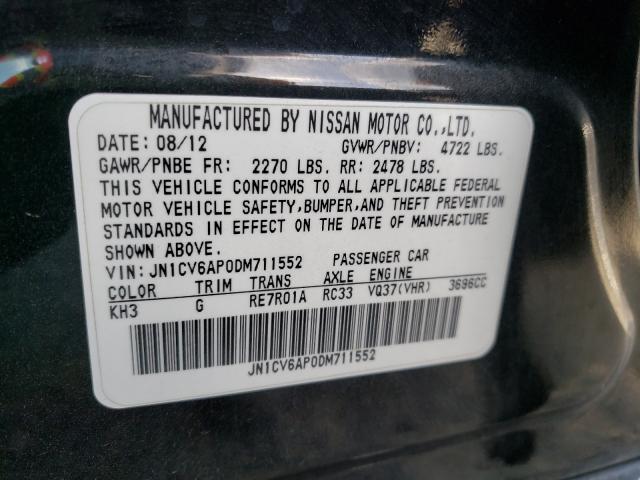 MANUFACTURED BY NISSAN MOTOR CO.,LTD.
DATE: 08/12 GVWR/PNBV: 4722 LBS.
GAWR/PNBE FR: 2270 LBS. RR: 2478 LBS.
THIS VEHICLE CONFORMS TO ALL APPLICABLE FEDERAL
MOTOR VEHICLE SAFETY,BUMPER,AND THEFT PREVENTION
STANDARDS IN EFFECT ON THE DATE OF MANUFACTURE
SHOWN ABOVE.
VIN: JN1CV6AP0DM711552 PASSENGER CAR
COLOR TRIM TRANS AXLE ENGINE
KH3 G RE7R01A RC33 VQ37(VHR) 3696CC
JN1CV6AP0DM711552